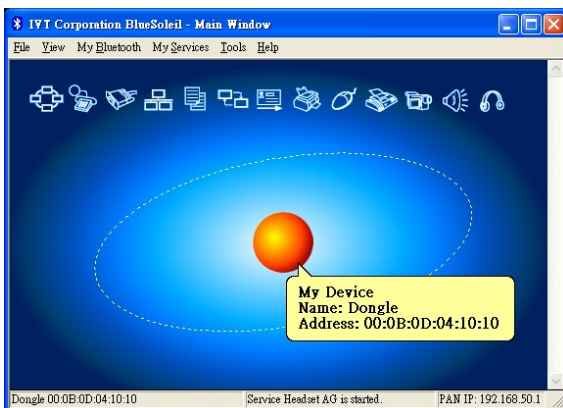 IVT Corporation BlueSoleil - Main Window
File View My Bluetooth My Services Tools Help
My Device
Name: Dongle
Address: 00:0B:0D:04:10:10
Dongle 00:0B:0D:04:10:10 Service Headset AG is started. PAN IP: 192.168.50.1